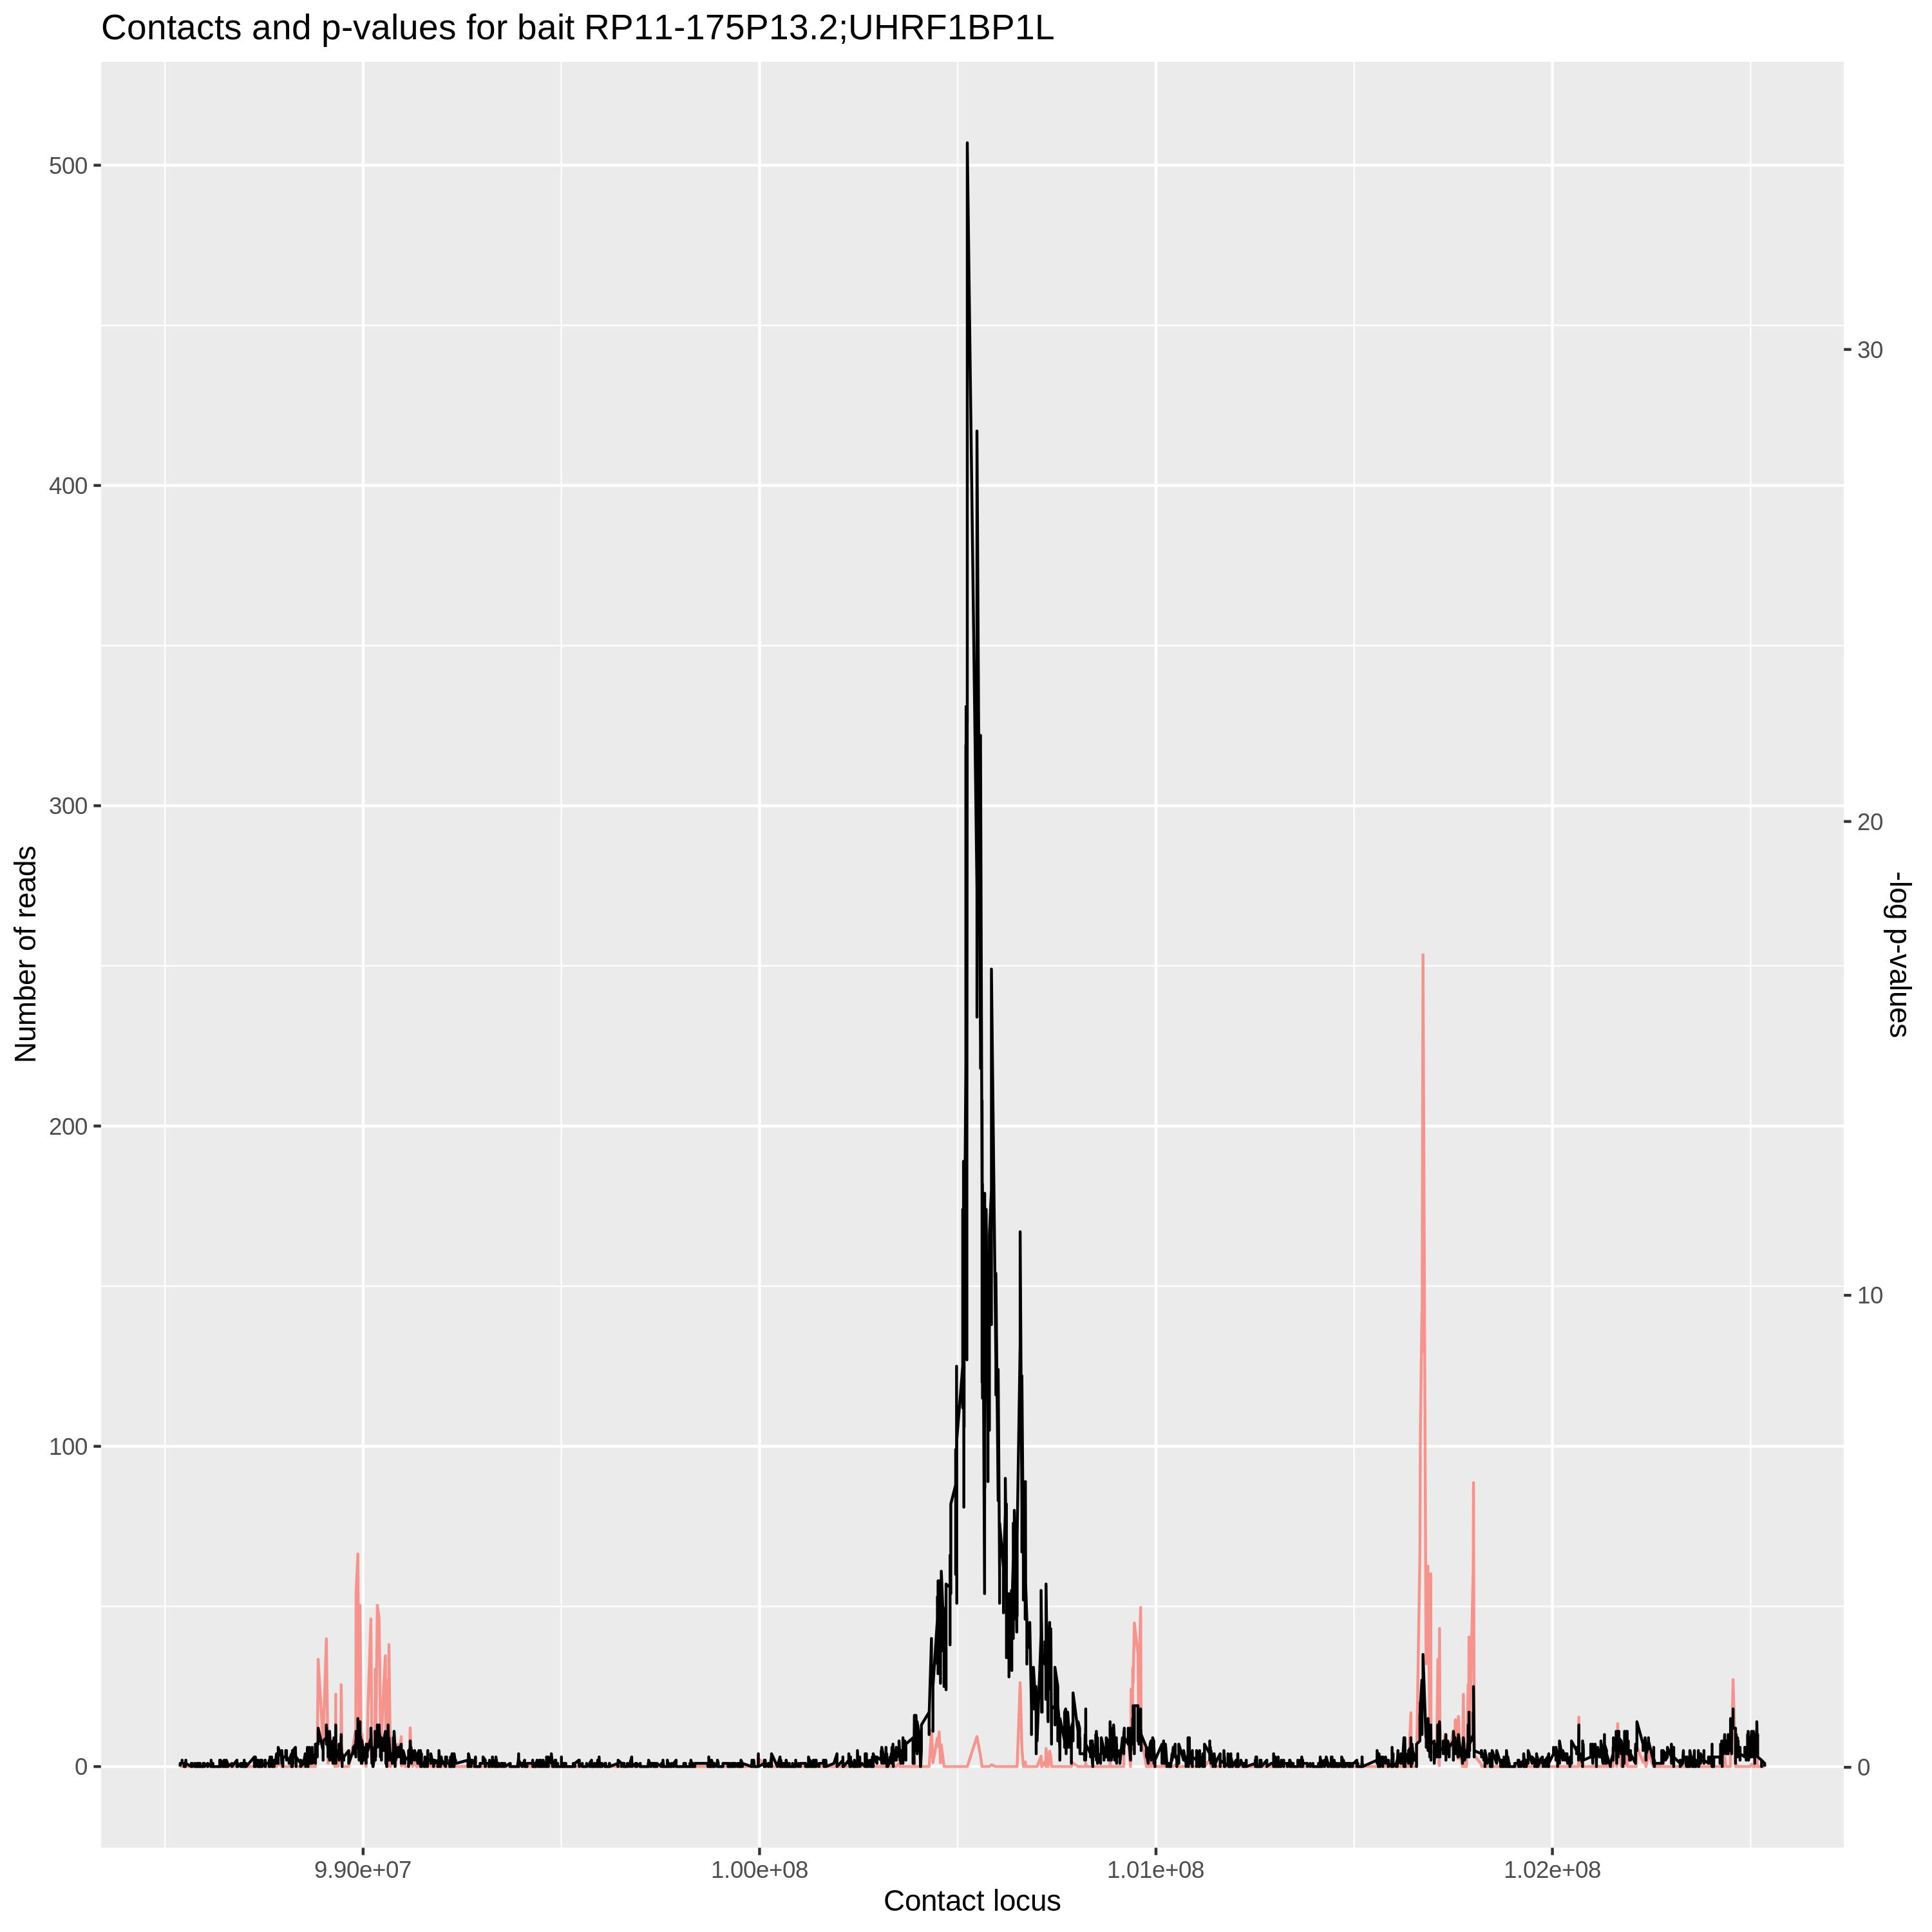 Contacts and p-values for bait RP11-175P13.2;UHRF1BP1L
500
400
300
200
100
0
Number of reads
30
20
10
0
-log p-values
9.90e+07 1.00e+08 1.01e+08 1.02e+08
Contact locus